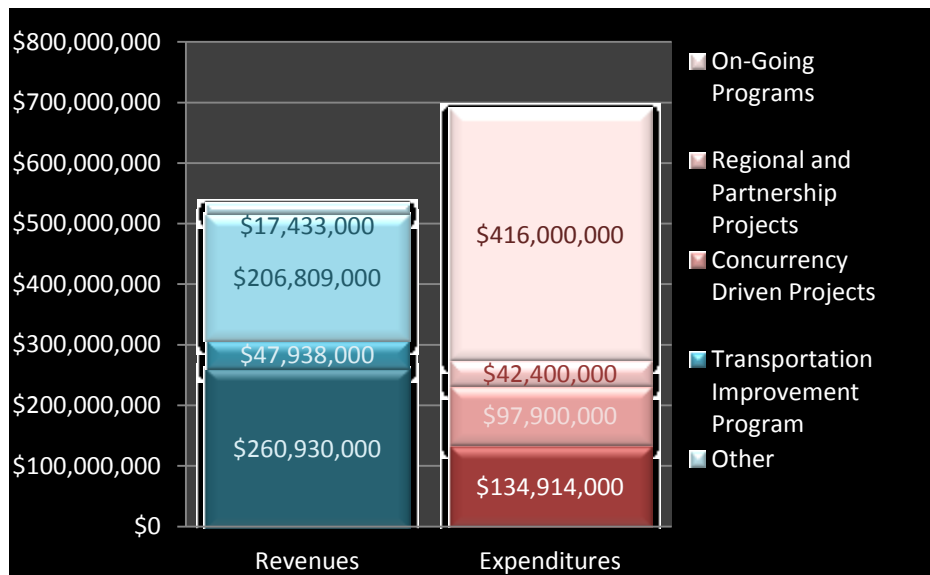 $800,000,000
$700,000,000
$600,000,000
$500,000,000
$400,000,000
$300,000,000
$200,000,000
$100,000,000
$0
$17,433,000
$206,809,000
$47,938,000
$260,930,000
$416,000,000
$42,400,000
$97,900,000
$134,914,000
Revenues
Expenditures
On-Going
Programs
Regional and
Partnership
Projects
Concurrency
Driven Projects
Transportation
Improvement
Program
Other